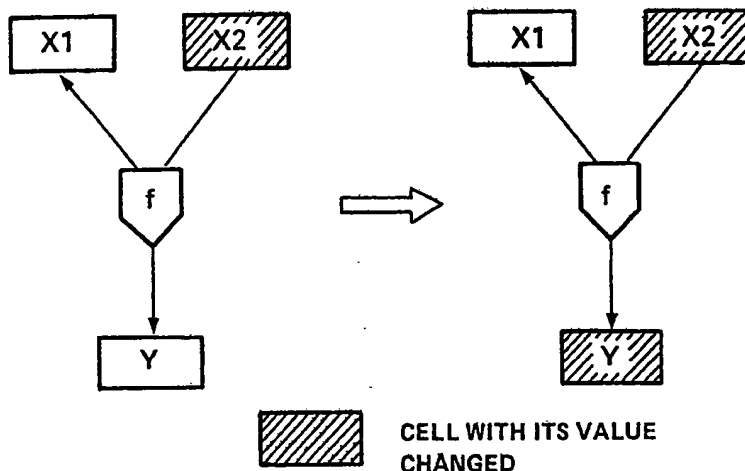 X1 X2 X1 X2
f f
Y Y
CELL WITH ITS VALUE
CHANGED